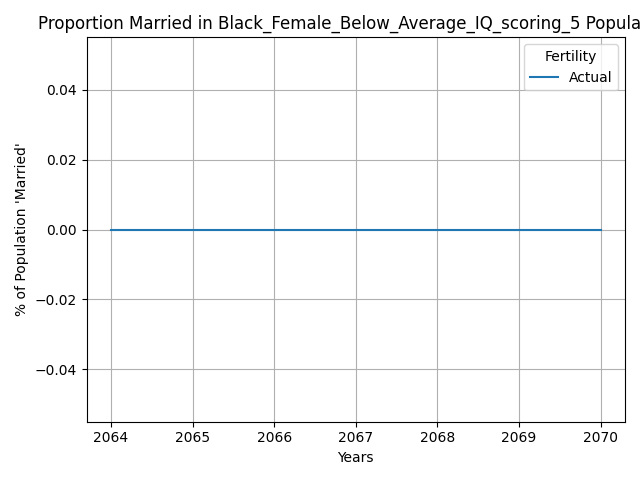 Proportion Married in Black_Female_Below_Average_IQ_scoring_5 Popula
Fertility
Actual
% of Population 'Married'
0.04
0.02
0.00
−0.02
−0.04
2064 2065 2066 2067 2068 2069 2070
Years